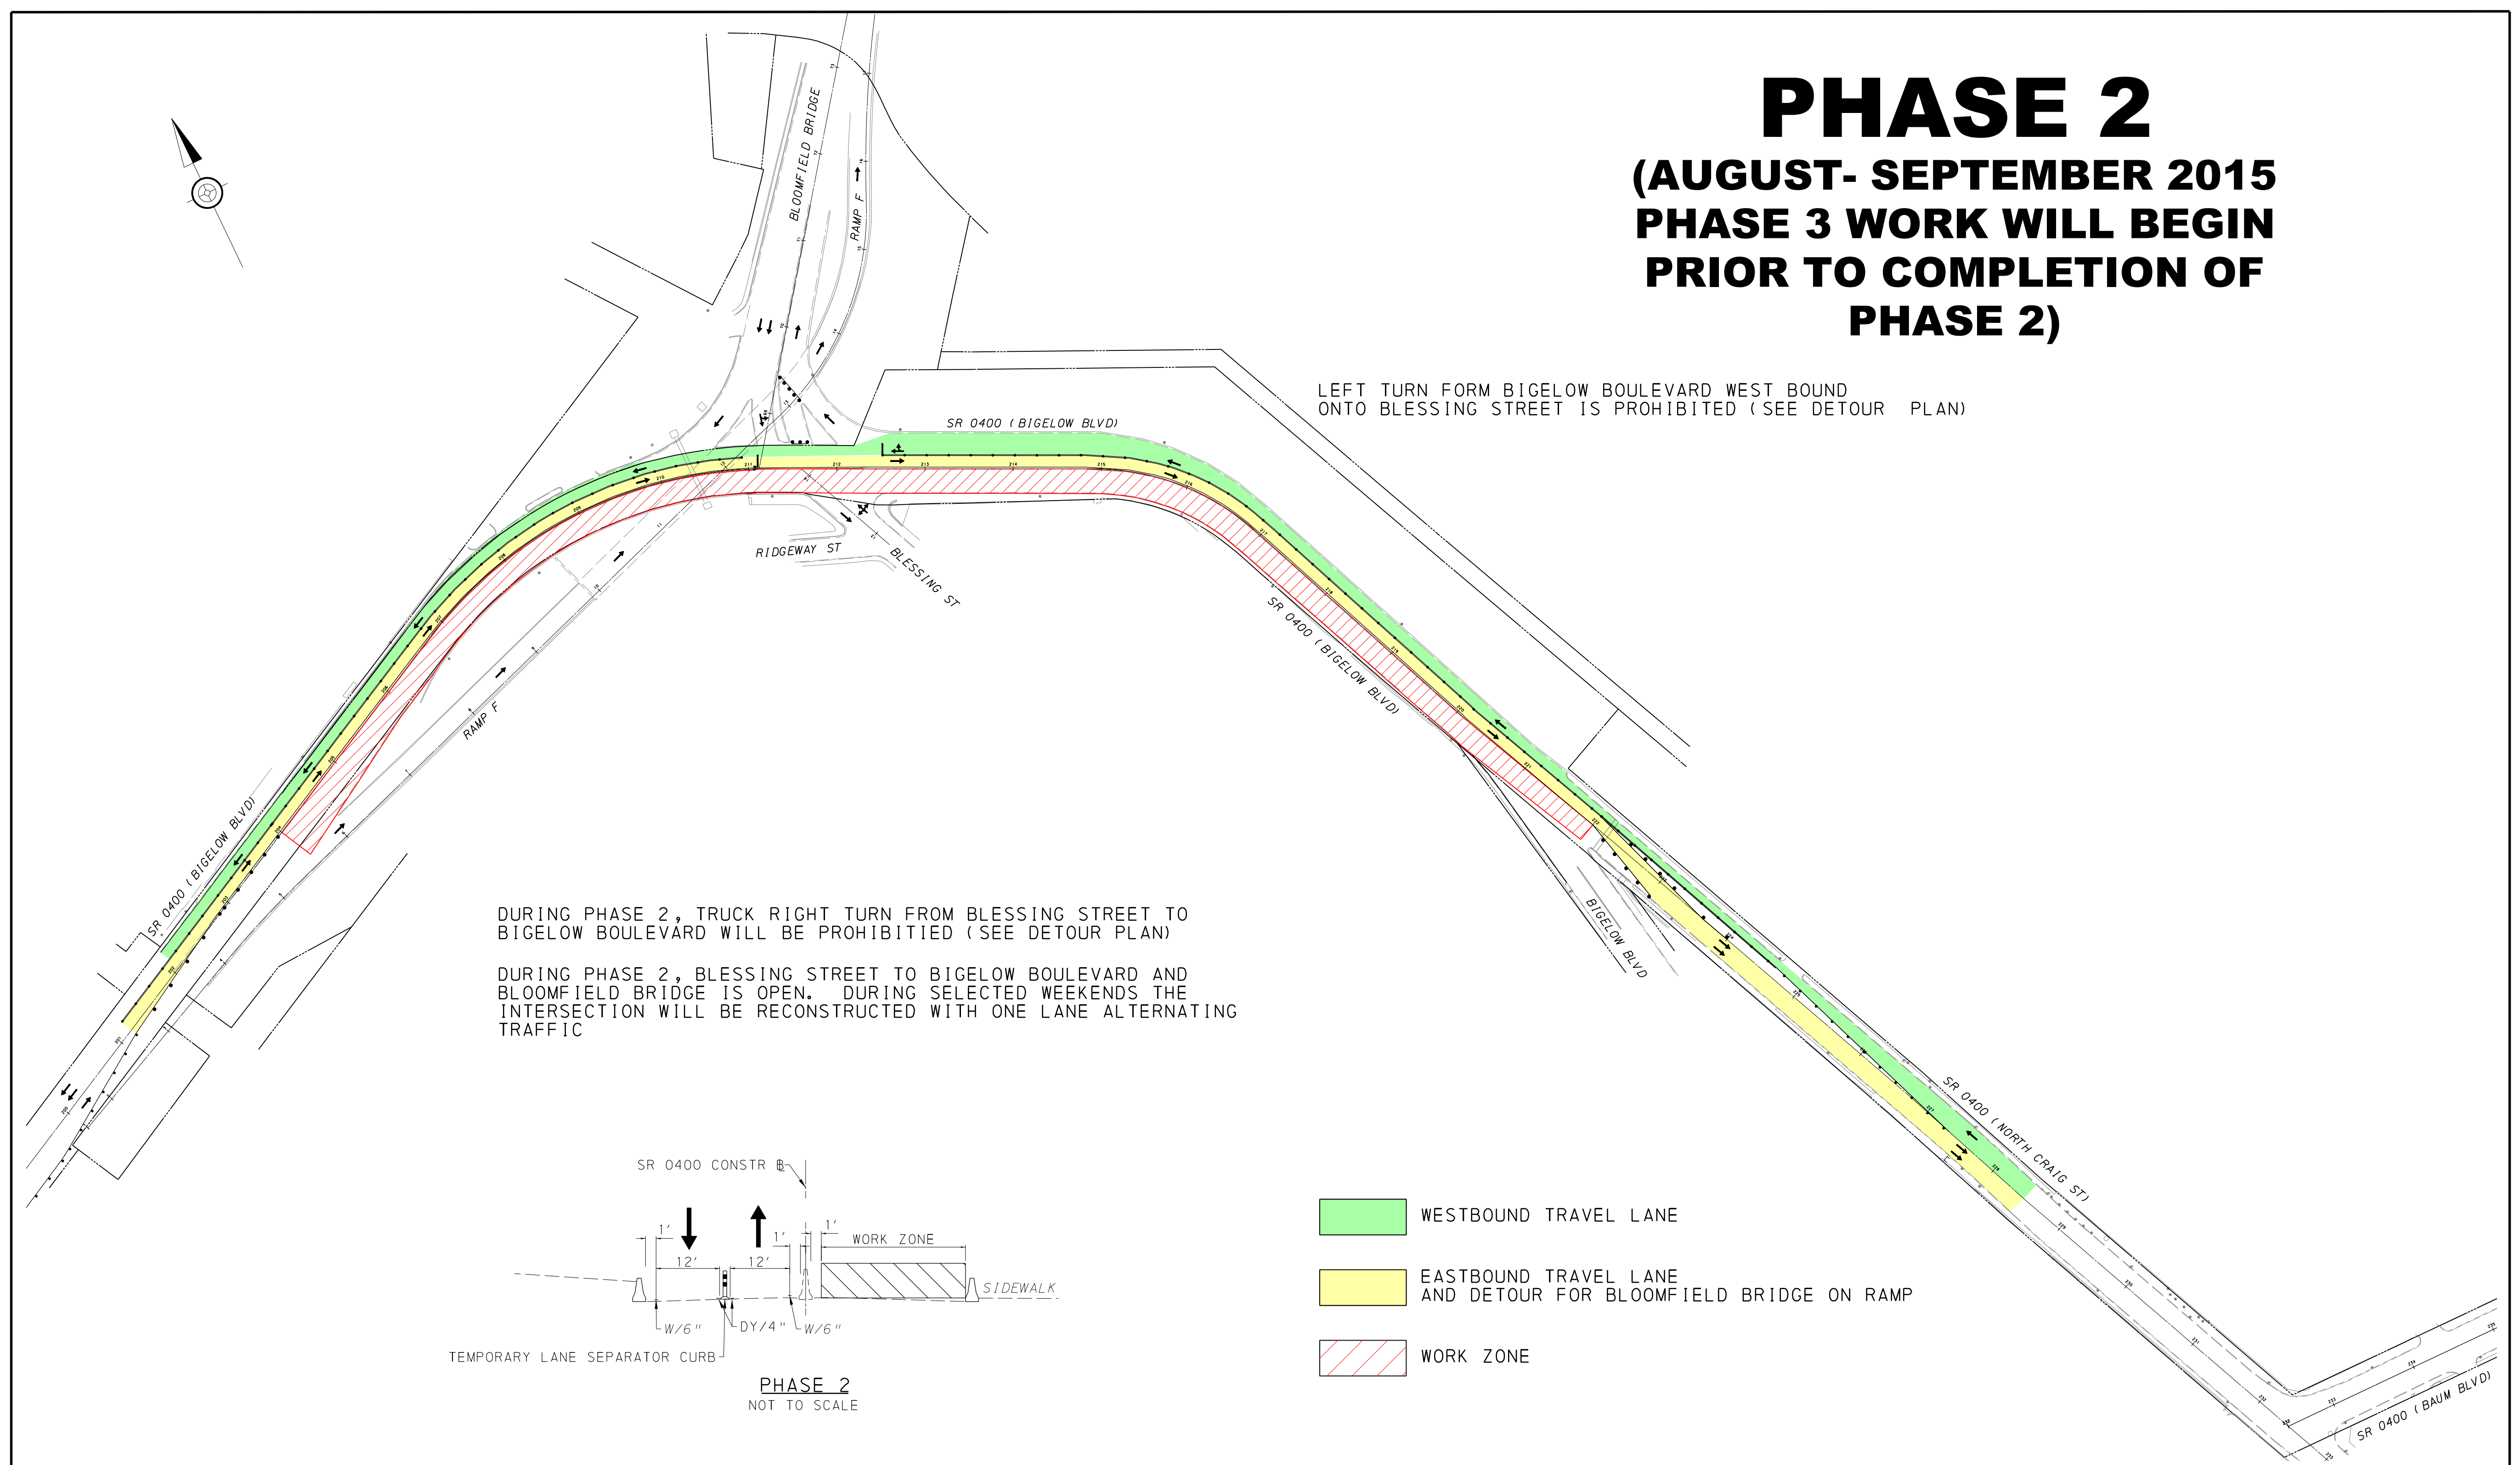 PHASE 2
(AUGUST- SEPTEMBER 2015
PHASE 3 WORK WILL BEGIN
PRIOR TO COMPLETION OF
PHASE 2)
LEFT TURN FORM BIGELOW BOULEVARD WEST BOUND
ONTO BLESSING STREET IS PROHIBITED (SEE DETOUR PLAN)
BLOOMFIELD BRIDGE
RAMP F
SR 0400 (BIGELOW BLVD)
RIDGEWAY ST
BLESSING ST
SR 0400 (BIGELOW BLVD)
RAMP F
SR 0400 (BIGELOW BLVD)
BIGELOW BLVD
SR 0400 (NORTH CRAIG ST)
SR 0400 (BAUM BLVD)
DURING PHASE 2, TRUCK RIGHT TURN FROM BLESSING STREET TO
BIGELOW BOULEVARD WILL BE PROHIBITIED (SEE DETOUR PLAN)
DURING PHASE 2, BLESSING STREET TO BIGELOW BOULEVARD AND
BLOOMFIELD BRIDGE IS OPEN. DURING SELECTED WEEKENDS THE
INTERSECTION WILL BE RECONSTRUCTED WITH ONE LANE ALTERNATING
TRAFFIC
SR 0400 CONSTR
1'
1'
1'
WORK ZONE
12'
12'
SIDEWALK
W/6"
DY/4"
W/6"
TEMPORARY LANE SEPARATOR CURB
PHASE 2
NOT TO SCALE
WESTBOUND TRAVEL LANE
EASTBOUND TRAVEL LANE
AND DETOUR FOR BLOOMFIELD BRIDGE ON RAMP
WORK ZONE